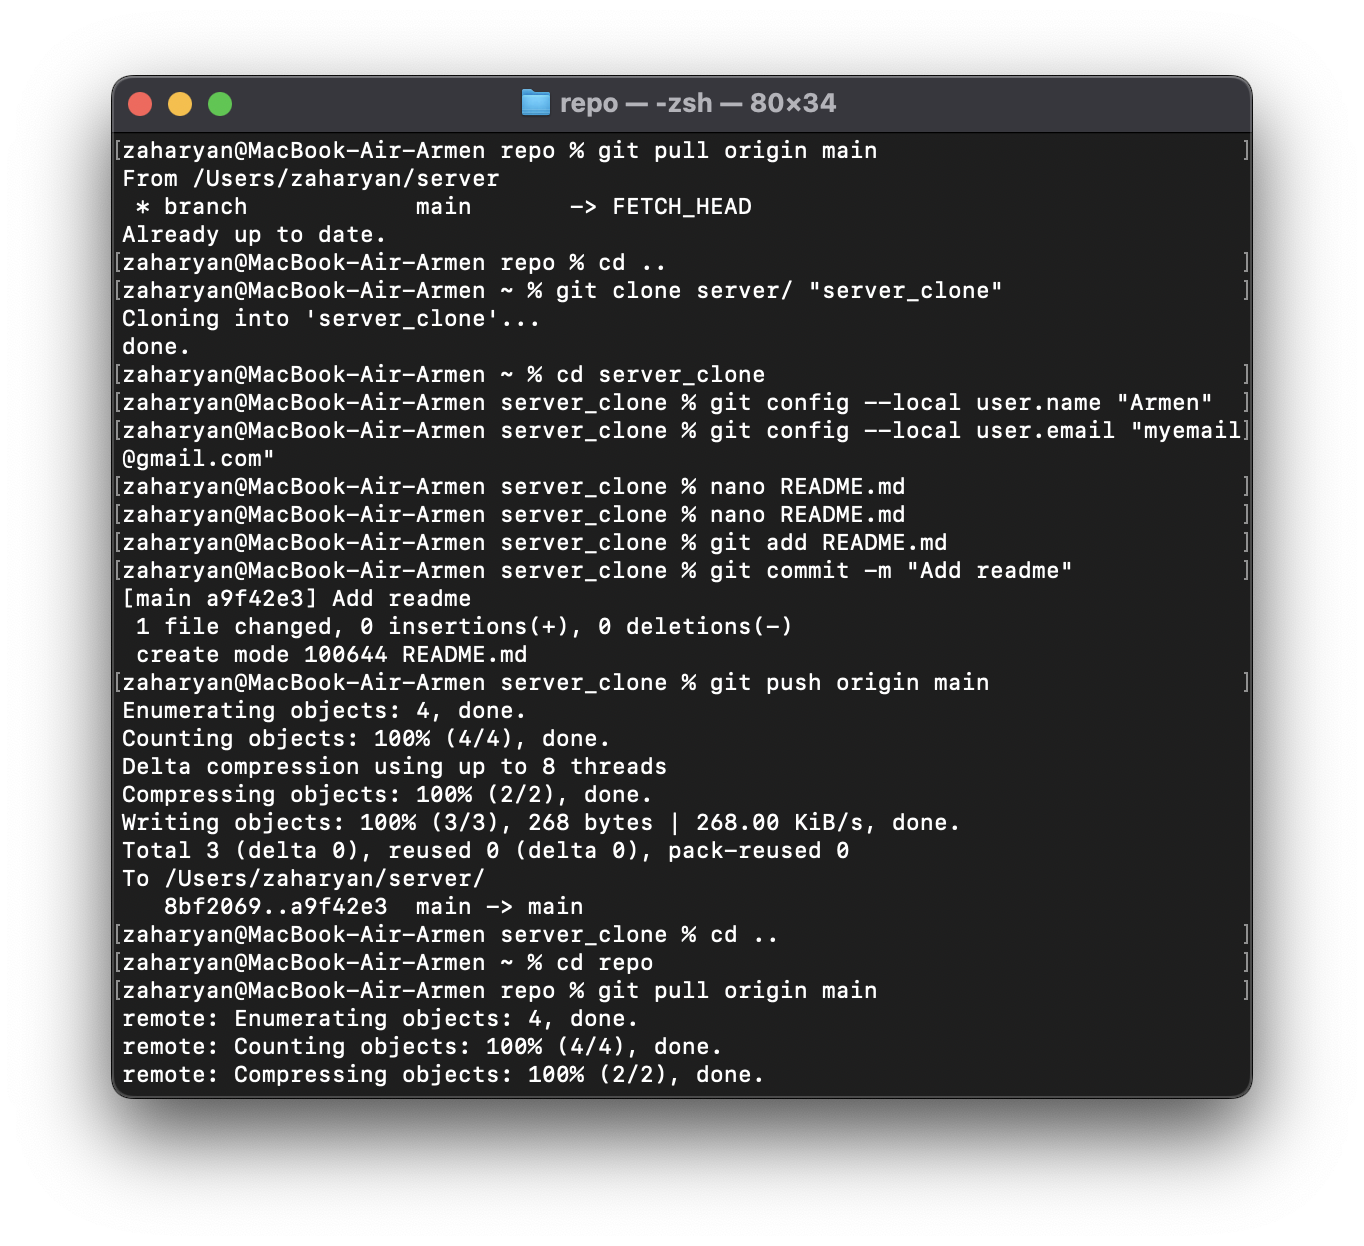 repo — -zsh — 80×34
[zaharyan@MacBook-Air-Armen repo % git pull origin main ]
From /Users/zaharyan/server
 * branch            main       -> FETCH_HEAD
Already up to date.
[zaharyan@MacBook-Air-Armen repo % cd .. ]
[zaharyan@MacBook-Air-Armen ~ % git clone server/ "server_clone" ]
Cloning into 'server_clone'...
done.
[zaharyan@MacBook-Air-Armen ~ % cd server_clone ]
[zaharyan@MacBook-Air-Armen server_clone % git config --local user.name "Armen" ]
[zaharyan@MacBook-Air-Armen server_clone % git config --local user.email "myemail]
@gmail.com"
[zaharyan@MacBook-Air-Armen server_clone % nano README.md ]
[zaharyan@MacBook-Air-Armen server_clone % nano README.md ]
[zaharyan@MacBook-Air-Armen server_clone % git add README.md ]
[zaharyan@MacBook-Air-Armen server_clone % git commit -m "Add readme" ]
[main a9f42e3] Add readme
 1 file changed, 0 insertions(+), 0 deletions(-)
 create mode 100644 README.md
[zaharyan@MacBook-Air-Armen server_clone % git push origin main ]
Enumerating objects: 4, done.
Counting objects: 100% (4/4), done.
Delta compression using up to 8 threads
Compressing objects: 100% (2/2), done.
Writing objects: 100% (3/3), 268 bytes | 268.00 KiB/s, done.
Total 3 (delta 0), reused 0 (delta 0), pack-reused 0
To /Users/zaharyan/server/
   8bf2069..a9f42e3  main -> main
[zaharyan@MacBook-Air-Armen server_clone % cd .. ]
[zaharyan@MacBook-Air-Armen ~ % cd repo ]
[zaharyan@MacBook-Air-Armen repo % git pull origin main ]
remote: Enumerating objects: 4, done.
remote: Counting objects: 100% (4/4), done.
remote: Compressing objects: 100% (2/2), done.